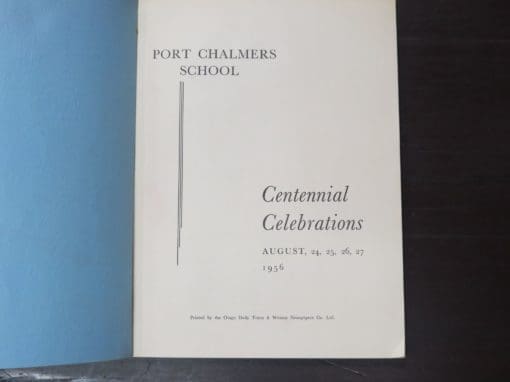 PORT CHALMERS
SCHOOL
Centennial
Celebrations
AUGUST, 24, 25, 26, 27
1956
Printed by the Otago Daily Times & Witness Newspapers Co. Ltd.